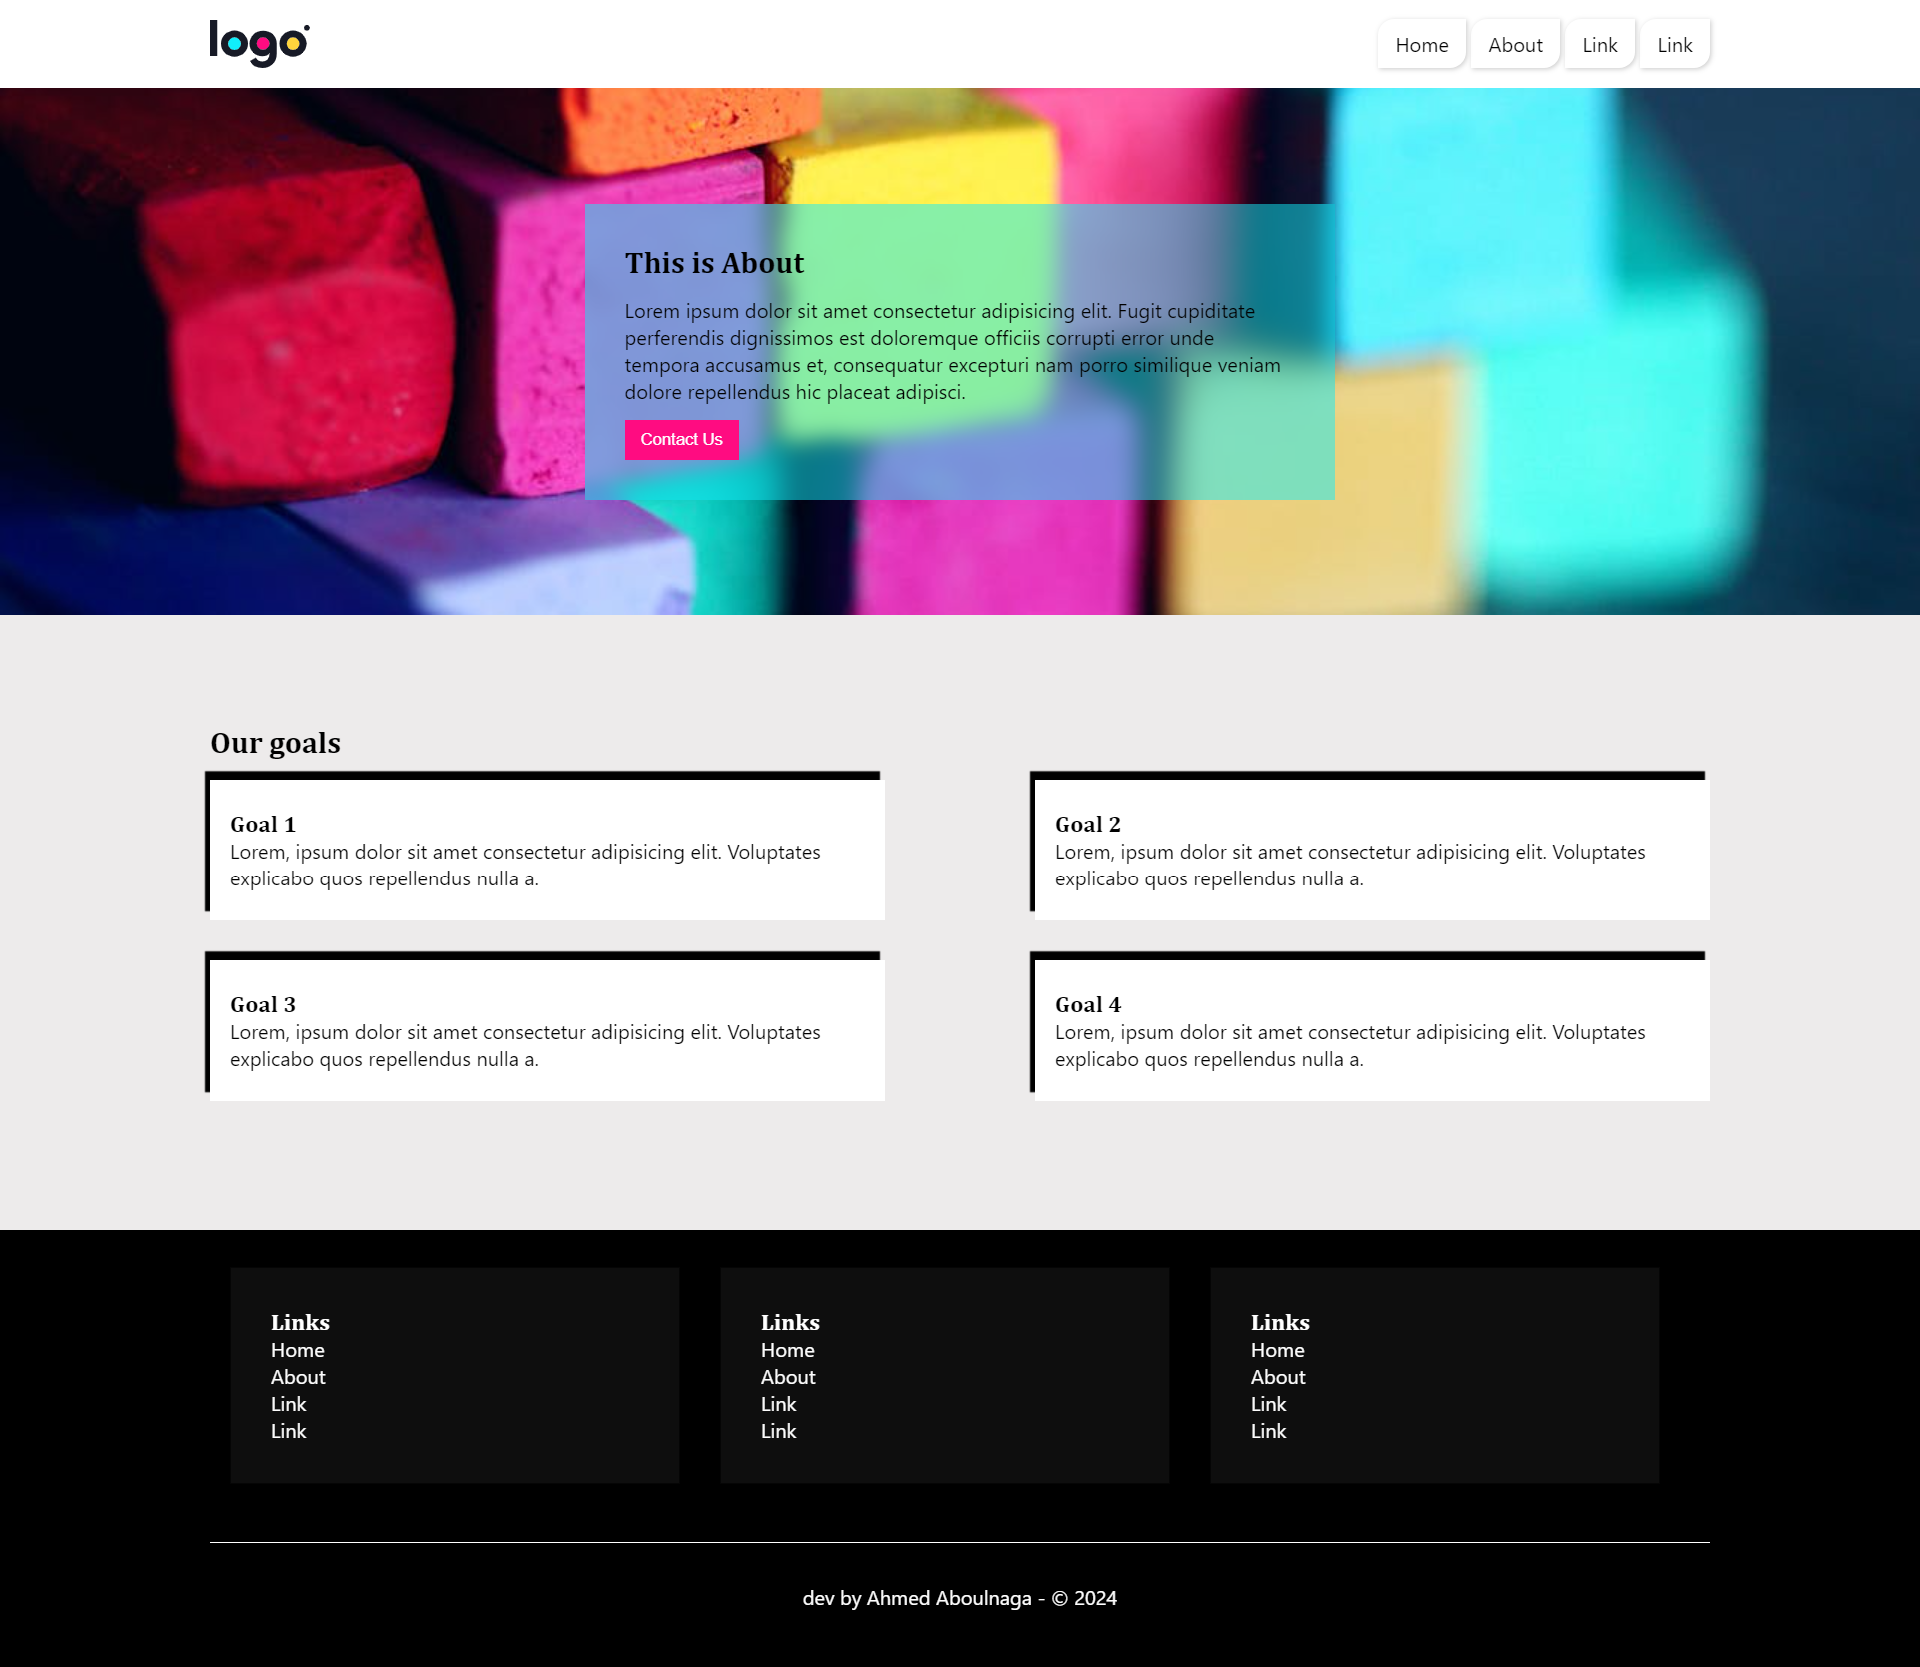 logo
Home
About
Link
Link
This is About
Lorem ipsum dolor sit amet consectetur adipisicing elit. Fugit cupiditate
perferendis dignissimos est doloremque officiis corrupti error unde
tempora accusamus et, consequatur excepturi nam porro similique veniam
dolore repellendus hic placeat adipisci.
Contact Us
Our goals
Goal 1
Lorem, ipsum dolor sit amet consectetur adipisicing elit. Voluptates
explicabo quos repellendus nulla a.
Goal 2
Lorem, ipsum dolor sit amet consectetur adipisicing elit. Voluptates
explicabo quos repellendus nulla a.
Goal 3
Lorem, ipsum dolor sit amet consectetur adipisicing elit. Voluptates
explicabo quos repellendus nulla a.
Goal 4
Lorem, ipsum dolor sit amet consectetur adipisicing elit. Voluptates
explicabo quos repellendus nulla a.
Links
Home
About
Link
Link
Links
Home
About
Link
Link
Links
Home
About
Link
Link
dev by Ahmed Aboulnaga - © 2024